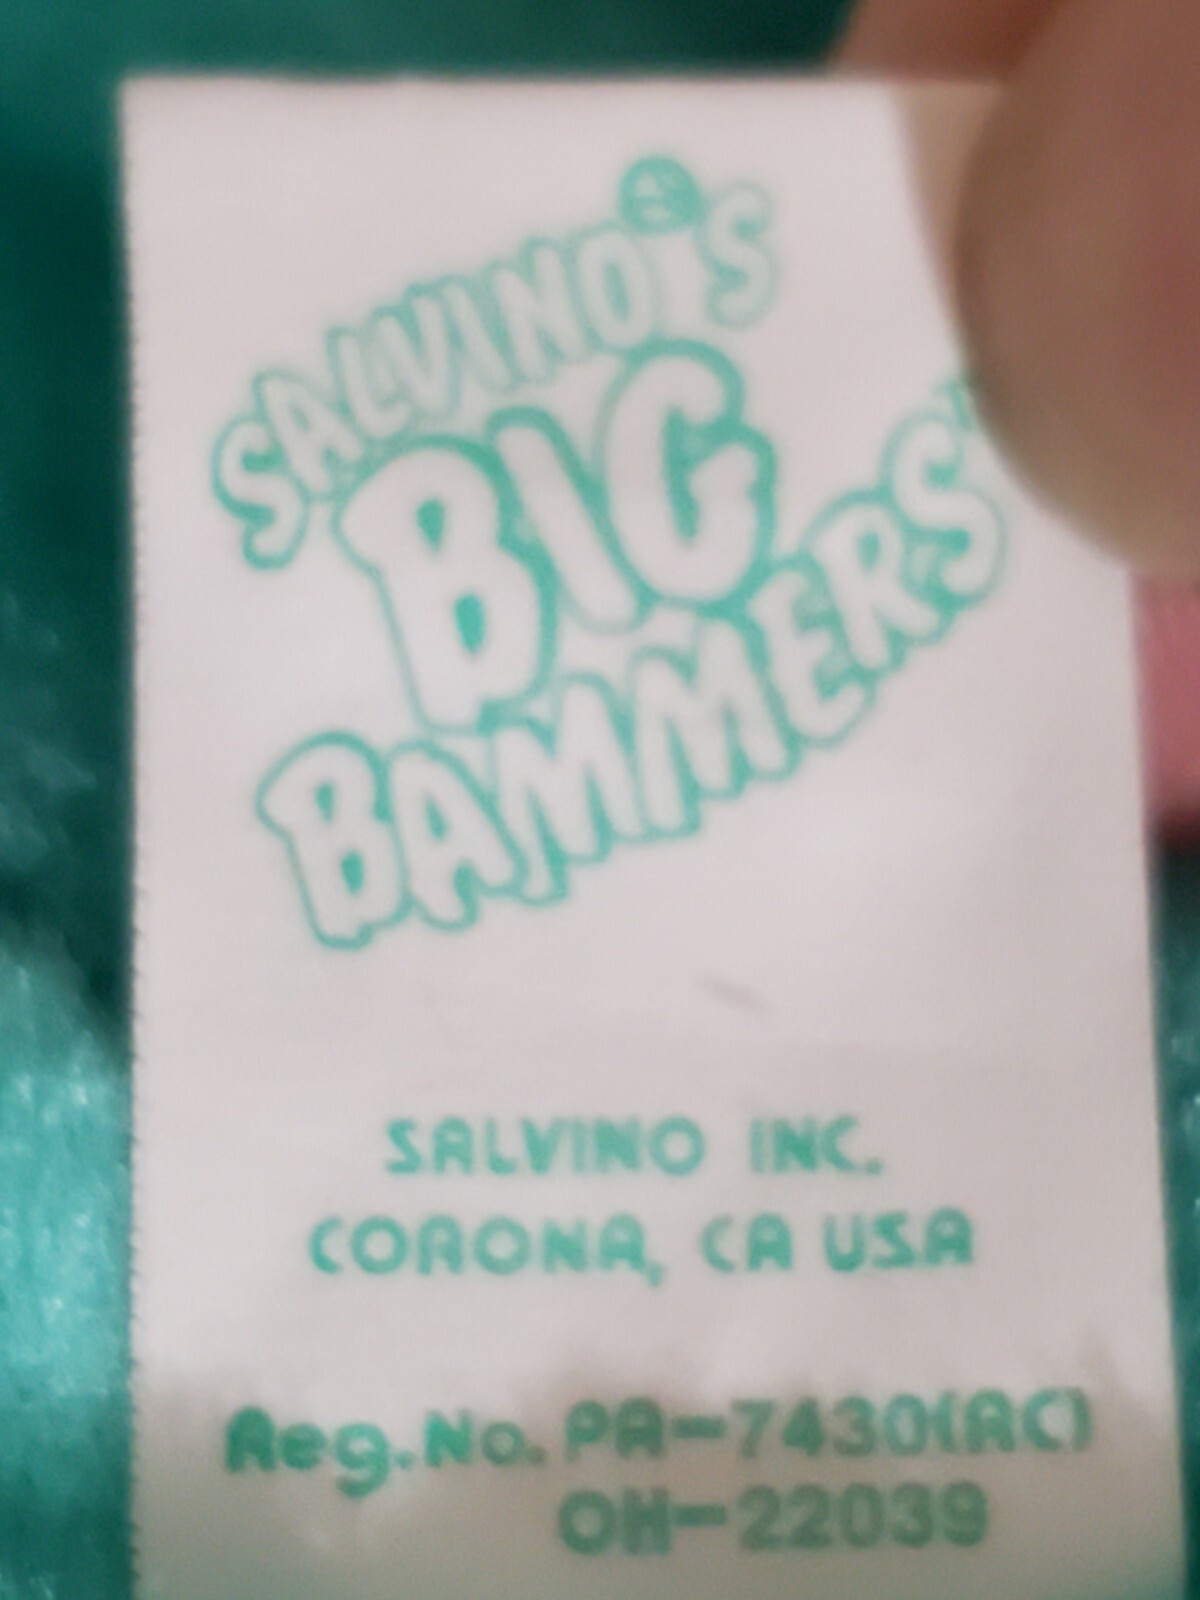 SALVINO'S
BIG
BAMMERS
SALVINO INC.
CORONA, CA USA
Reg.No. PA-7430(RC)
OH-22039